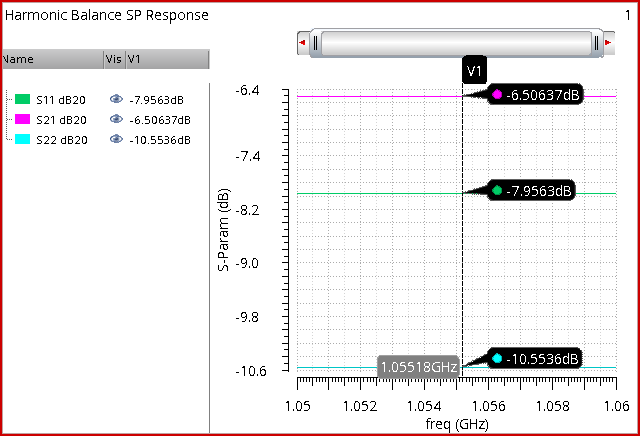 Harmonic Balance SP Response 1
Name Vis V1
S11 dB20 -7.9563dB
S21 dB20 -6.50637dB
S22 dB20 -10.5536dB
V1
-6.4
-6.50637dB
-7.4
-7.9563dB
-8.2
S-Param (dB)
-9.0
-9.8
-10.5536dB
1.05518GHz
-10.6
1.05 1.052 1.054 1.056 1.058 1.06
freq (GHz)